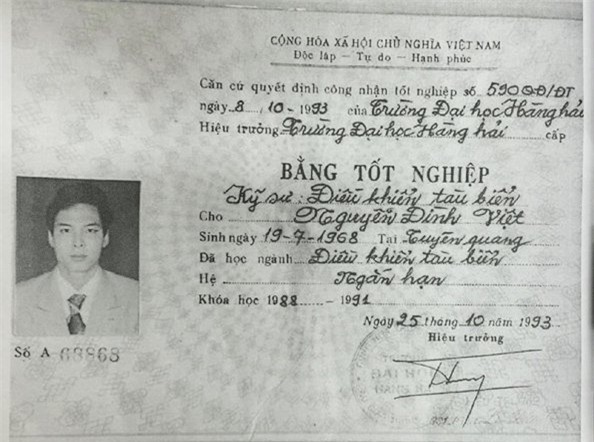 CỘNG HÒA XÃ HỘI CHỦ NGHĨA VIỆT NAM
Độc lập - Tự do - Hạnh phúc
Căn cứ quyết định công nhận tốt nghiệp số 590QĐ/ĐT
ngày 8 /10 - 1993 của Trường Đại học Hàng hải
Hiệu trưởng Trường Đại học Hàng hải cấp
BẰNG TỐT NGHIỆP
Kỹ sư: Điều khiển tàu biển
Cho Nguyễn Đình Việt
Sinh ngày 19-7-1968 Tại Tuyên quang
Đã học ngành Điều khiển tàu biển
Hệ Ngắn hạn
Khóa học 1988 - 1991
Ngày 25 tháng 10 năm 1993
Hiệu trưởng
Số A 68868